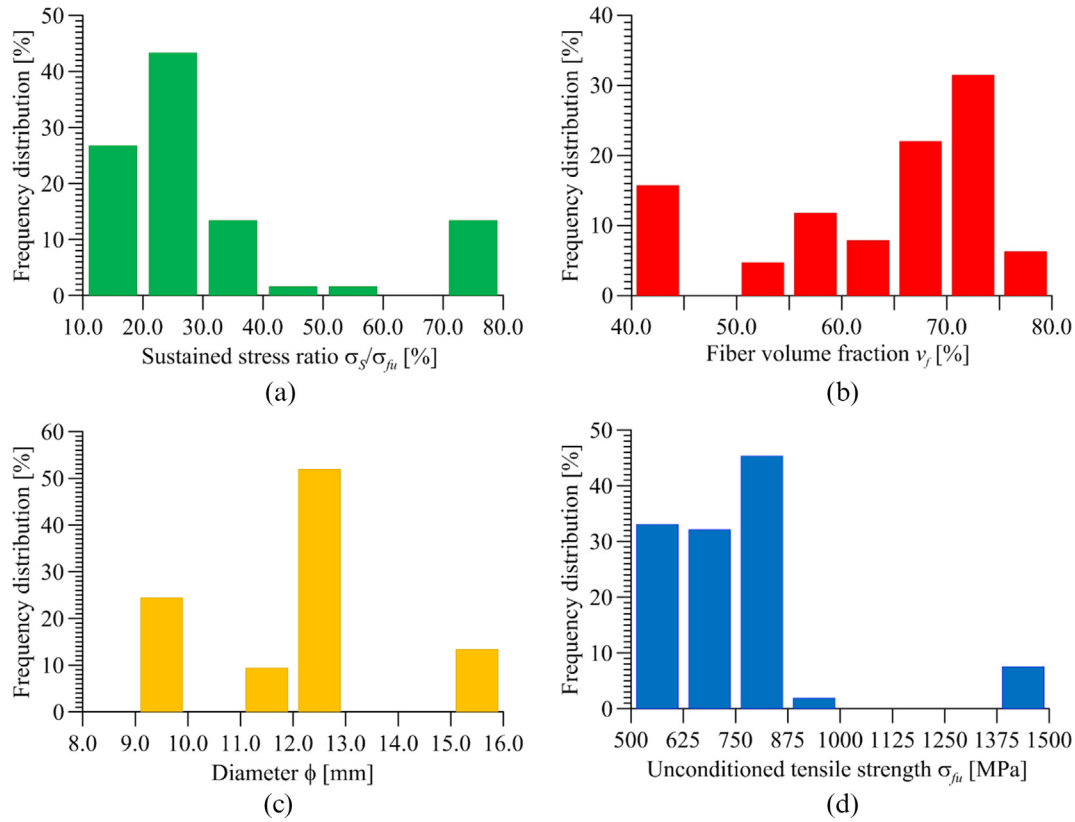 Frequency distribution [%]
50
40
30
20
10
0
10.0 20.0 30.0 40.0 50.0 60.0 70.0 80.0
Sustained stress ratio σS/σfu [%]
(a)
Frequency distribution [%]
40
30
20
10
0
40.0 50.0 60.0 70.0 80.0
Fiber volume fraction vf [%]
(b)
Frequency distribution [%]
60
50
40
30
20
10
0
8.0 9.0 10.0 11.0 12.0 13.0 14.0 15.0 16.0
Diameter ϕ [mm]
(c)
Frequency distribution [%]
50
40
30
20
10
0
500 625 750 875 1000 1125 1250 1375 1500
Unconditioned tensile strength σfu [MPa]
(d)